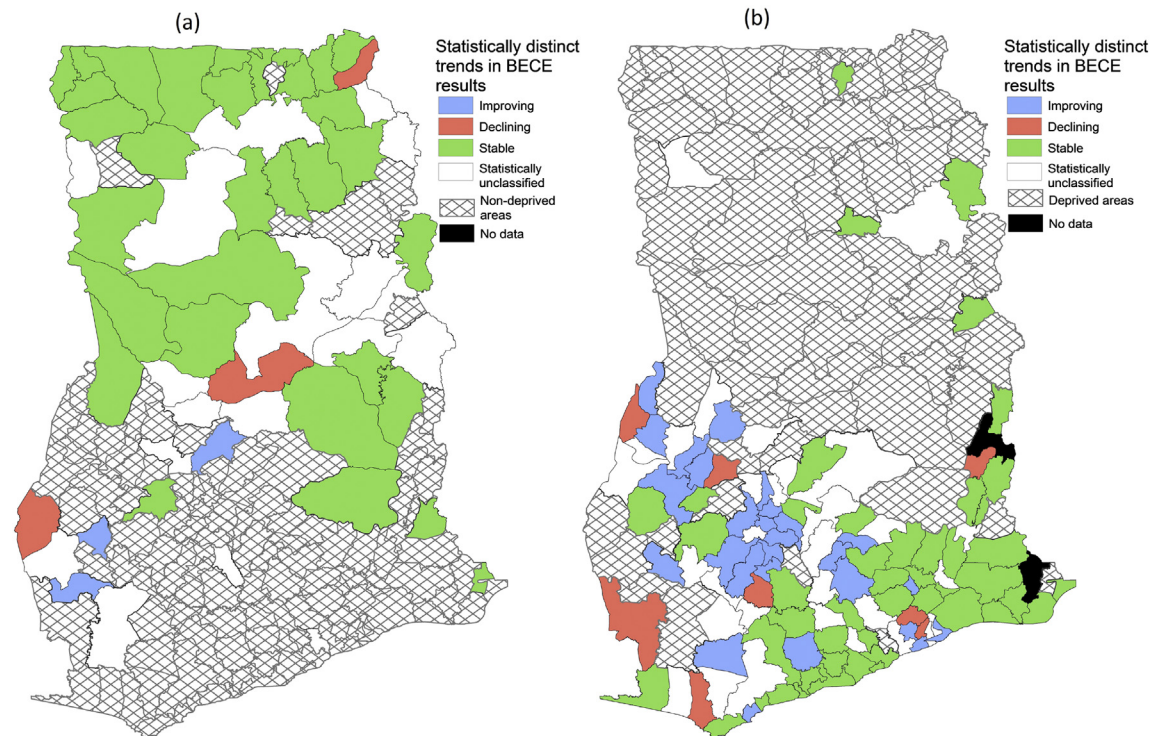 (a)
Statistically distinct
trends in BECE
results
Improving
Declining
Stable
Statistically
unclassified
Non-deprived
areas
No data
(b)
Statistically distinct
trends in BECE
results
Improving
Declining
Stable
Statistically
unclassified
Deprived areas
No data